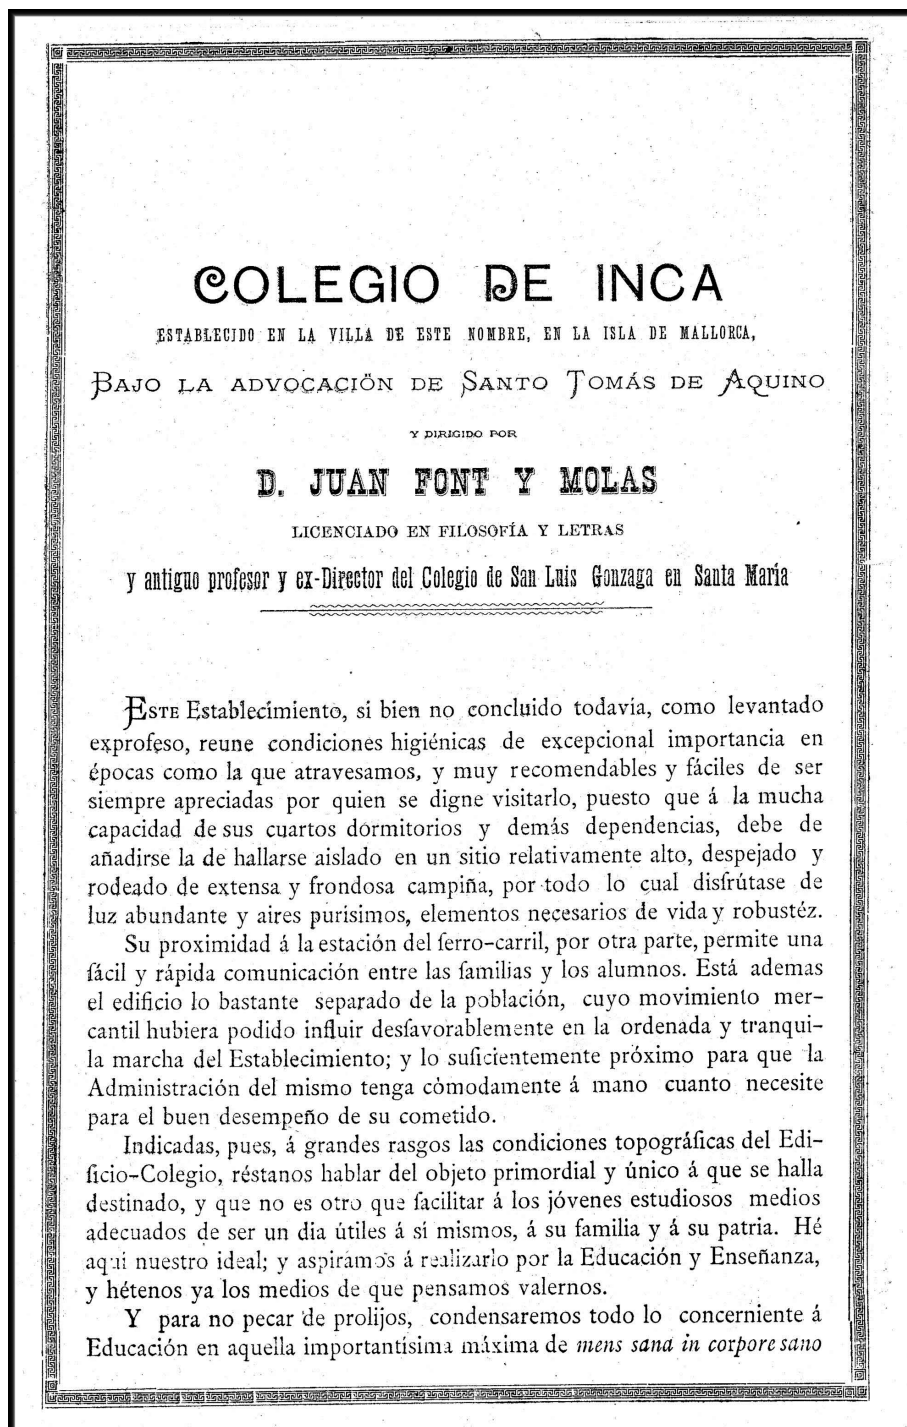 COLEGIO DE INCA
ESTABLECIDO EN LA VILLA DE ESTE NOMBRE, EN LA ISLA DE MALLORCA,
BAJO LA ADVOCACIÖN DE SANTO TOMÁS DE AQUINO
Y DIRIGIDO POR
D. JUAN FONT Y MOLAS
LICENCIADO EN FILOSOFÍA Y LETRAS
y antiguo profesor y ex-Director del Colegio de San Luis Gonzaga en Santa María
ESTE Establecimiento, si bien no concluido todavía, como levantado
exprofeso, reune condiciones higiénicas de excepcional importancia en
épocas como la que atravesamos, y muy recomendables y fáciles de ser
siempre apreciadas por quien se digne visitarlo, puesto que á la mucha
capacidad de sus cuartos dormitorios y demás dependencias, debe de
añadirse la de hallarse aislado en un sitio relativamente alto, despejado y
rodeado de extensa y frondosa campiña, por todo lo cual disfrútase de
luz abundante y aires purísimos, elementos necesarios de vida y robustéz.
Su proximidad á la estación del ferro-carril, por otra parte, permite una
fácil y rápida comunicación entre las familias y los alumnos. Está ademas
el edificio lo bastante separado de la población, cuyo movimiento mer-
cantil hubiera podido influir desfavorablemente en la ordenada y tranqui-
la marcha del Establecimiento; y lo suficientemente próximo para que la
Administración del mismo tenga cómodamente á mano cuanto necesite
para el buen desempeño de su cometido.
Indicadas, pues, á grandes rasgos las condiciones topográficas del Edi-
ficio-Colegio, réstanos hablar del objeto primordial y único á que se halla
destinado, y que no es otro que facilitar á los jóvenes estudiosos medios
adecuados de ser un dia útiles á sí mismos, á su familia y á su patria. Hé
aquí nuestro ideal; y aspiramos á realizarlo por la Educación y Enseñanza,
y hétenos ya los medios de que pensamos valernos.
Y para no pecar de prolijos, condensaremos todo lo concerniente á
Educación en aquella importantísima máxima de mens sana in corpore sano